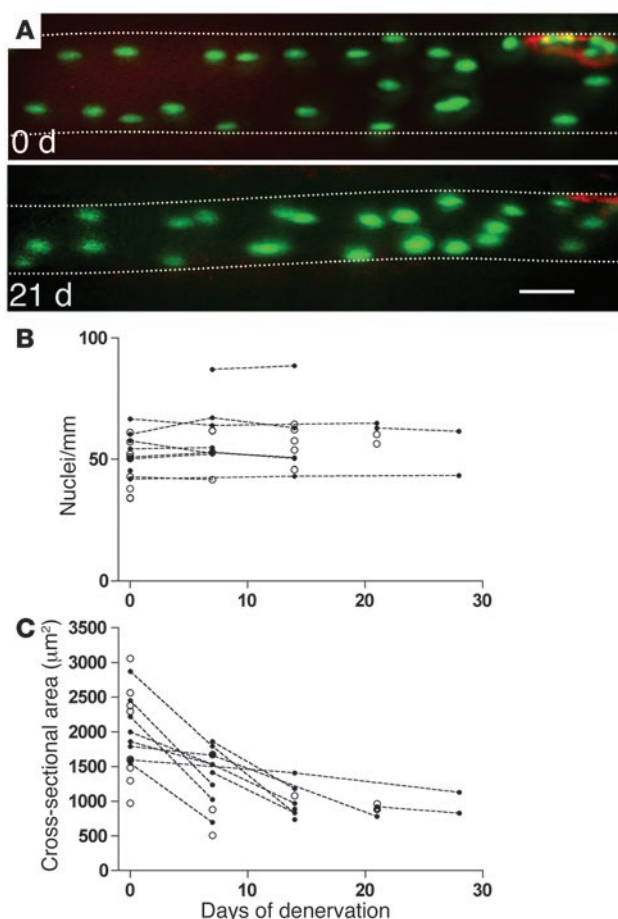 A
0 d
21 d
B
100
50
0
Nuclei/mm
0 10 20 30
C
3500
3000
2500
2000
1500
1000
500
0
Cross-sectional area (μm²)
0 10 20 30
Days of denervation